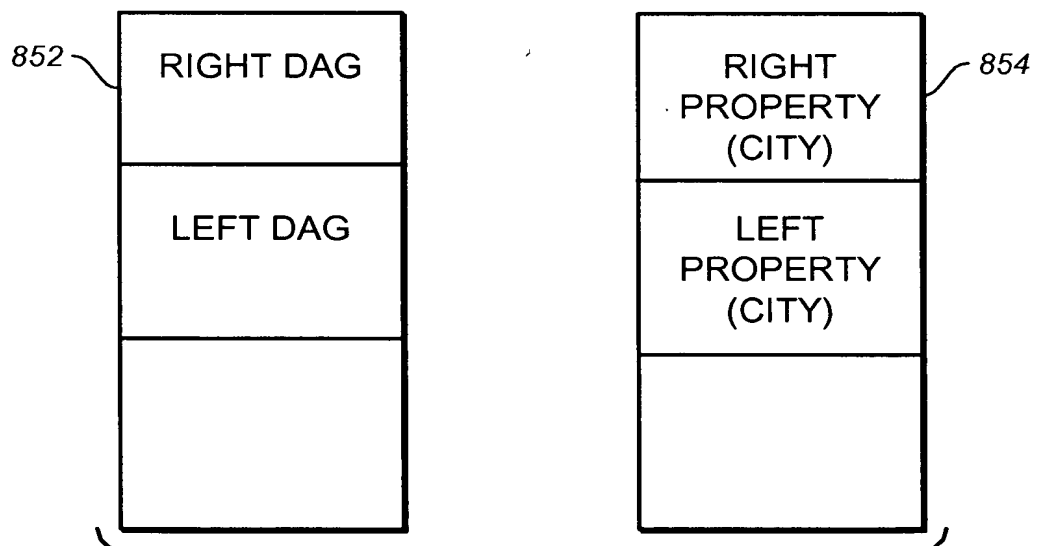 852
RIGHT DAG
LEFT DAG
RIGHT
PROPERTY
(CITY)
854
LEFT
PROPERTY
(CITY)